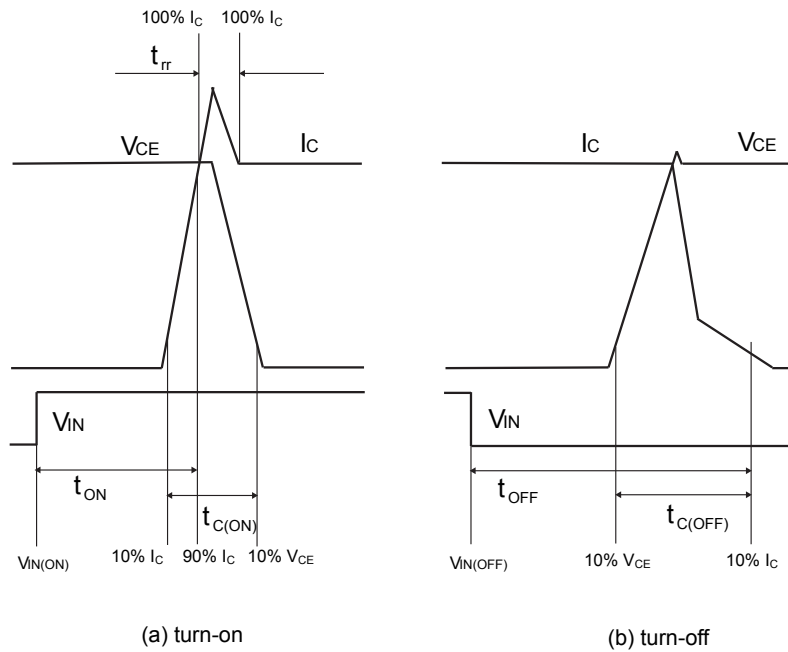 100% IC 100% IC
trr
VCE IC
IC VCE
VIN
VIN
tON
tOFF
tC(ON)
tC(OFF)
VIN(ON) 10% IC 90% IC 10% VCE
VIN(OFF) 10% VCE 10% IC
(a) turn-on
(b) turn-off